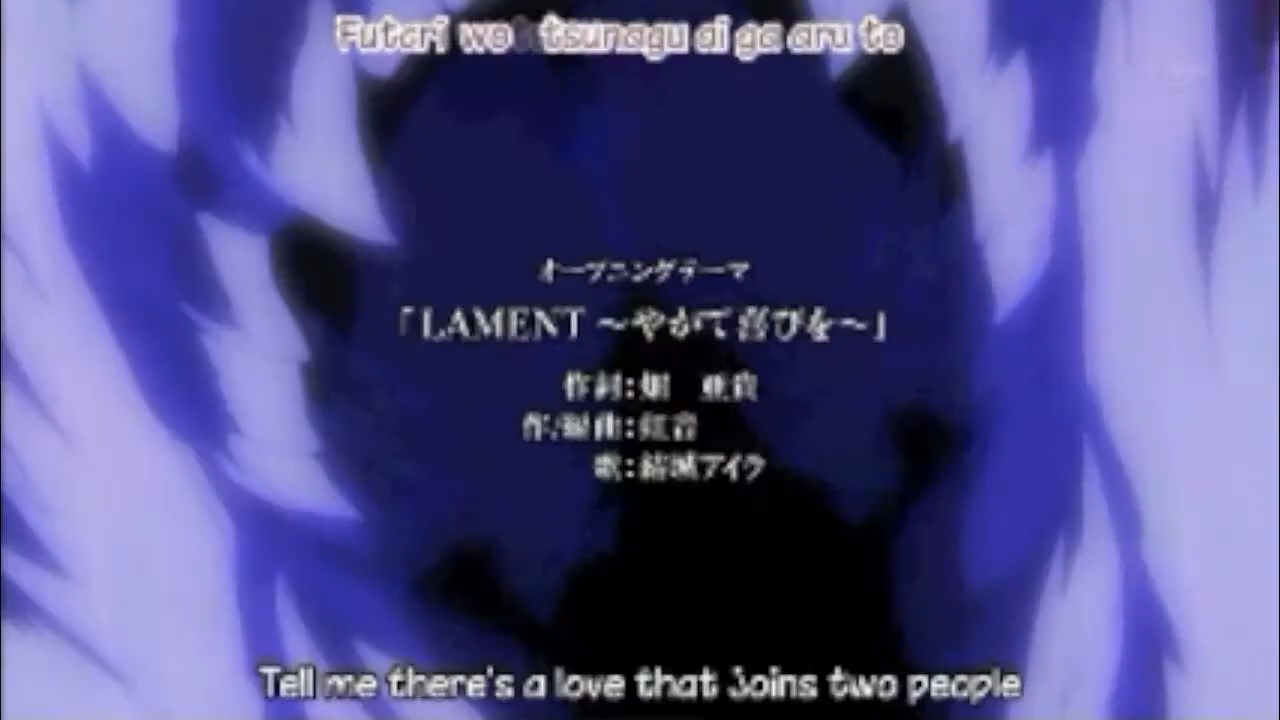 Futari wo tsunagu ai ga aru to
オープニングテーマ
「LAMENT ～やがて喜びを～」
作詞：畑 亜貴
作/編曲：紅音
歌：結城アイラ
Tell me there's a love that Joins two people